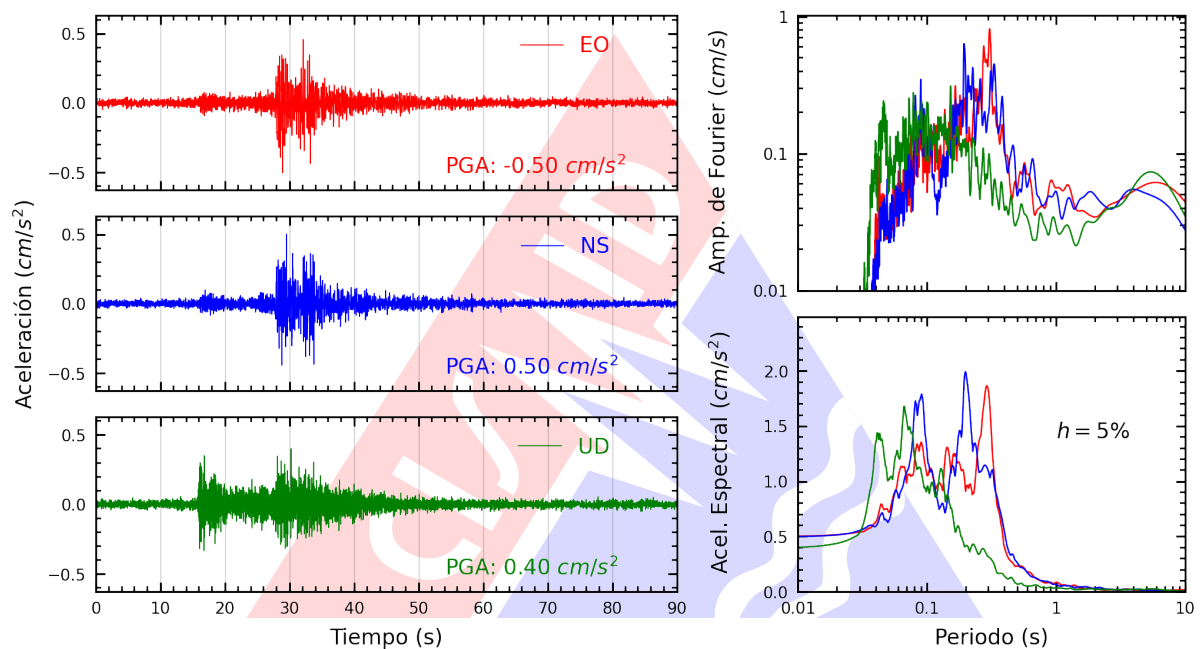 Aceleración (cm/s²)
0.5
0.0
−0.5
EO
PGA: -0.50 cm/s²
0.5
0.0
−0.5
NS
PGA: 0.50 cm/s²
0.5
0.0
−0.5
UD
PGA: 0.40 cm/s²
0 10 20 30 40 50 60 70 80 90
Tiempo (s)
Amp. de Fourier (cm/s)
1
0.1
0.01
Acel. Espectral (cm/s²)
2.0
1.5
1.0
0.5
0
h = 5%
0.01 0.1 1 10
Periodo (s)
CISMID